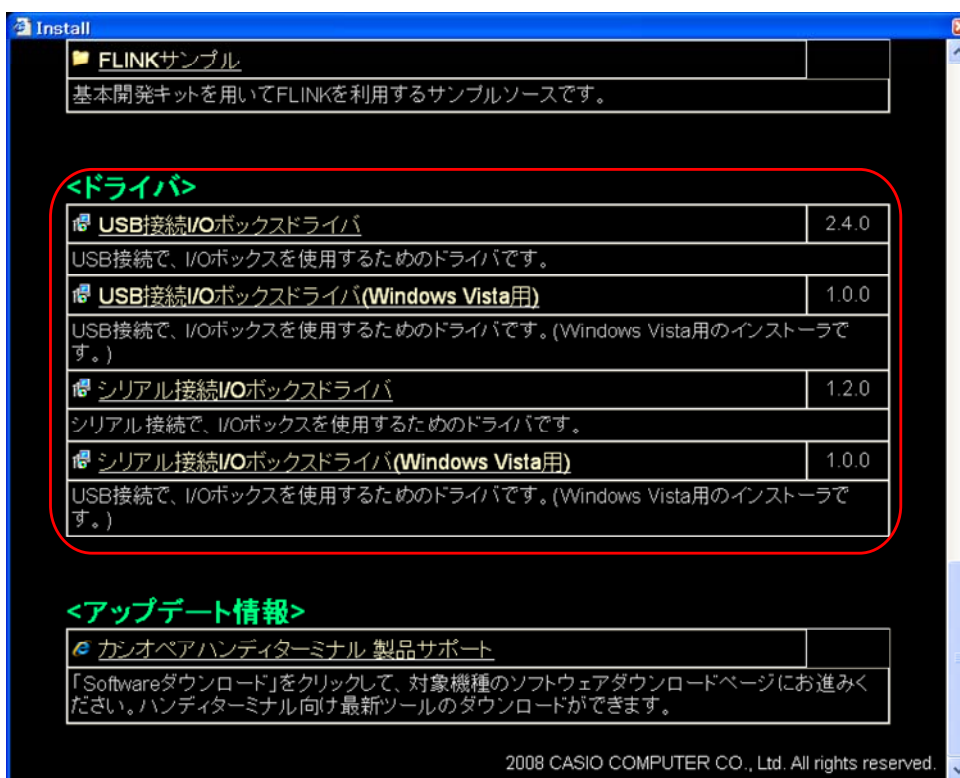 Install
FLINKサンプル
基本開発キットを用いてFLINKを利用するサンプルソースです。
<ドライバ>
USB接続I/Oボックスドライバ 2.4.0
USB接続で、I/Oボックスを使用するためのドライバです。
USB接続I/Oボックスドライバ(Windows Vista用) 1.0.0
USB接続で、I/Oボックスを使用するためのドライバです。(Windows Vista用のインストーラで
す。)
シリアル接続I/Oボックスドライバ 1.2.0
シリアル接続で、I/Oボックスを使用するためのドライバです。
シリアル接続I/Oボックスドライバ(Windows Vista用) 1.0.0
USB接続で、I/Oボックスを使用するためのドライバです。(Windows Vista用のインストーラで
す。)
<アップデート情報>
カシオペアハンディターミナル 製品サポート
「Softwareダウンロード」をクリックして、対象機種のソフトウェアダウンロードページにお進みく
ださい。ハンディターミナル向け最新ツールのダウンロードができます。
2008 CASIO COMPUTER CO., Ltd. All rights reserved.